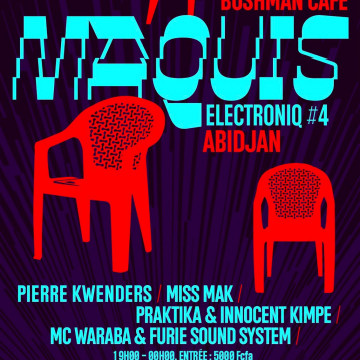 BUSHMAN CAFÉ
MAQUIS
ELECTRONIQ #4
ABIDJAN
PIERRE KWENDERS / MISS MAK /
PRAKTIKA & INNOCENT KIMPE /
MC WARABA & FURIE SOUND SYSTEM /
19H00 - 00H00, ENTRÉE : 5000 Fcfa